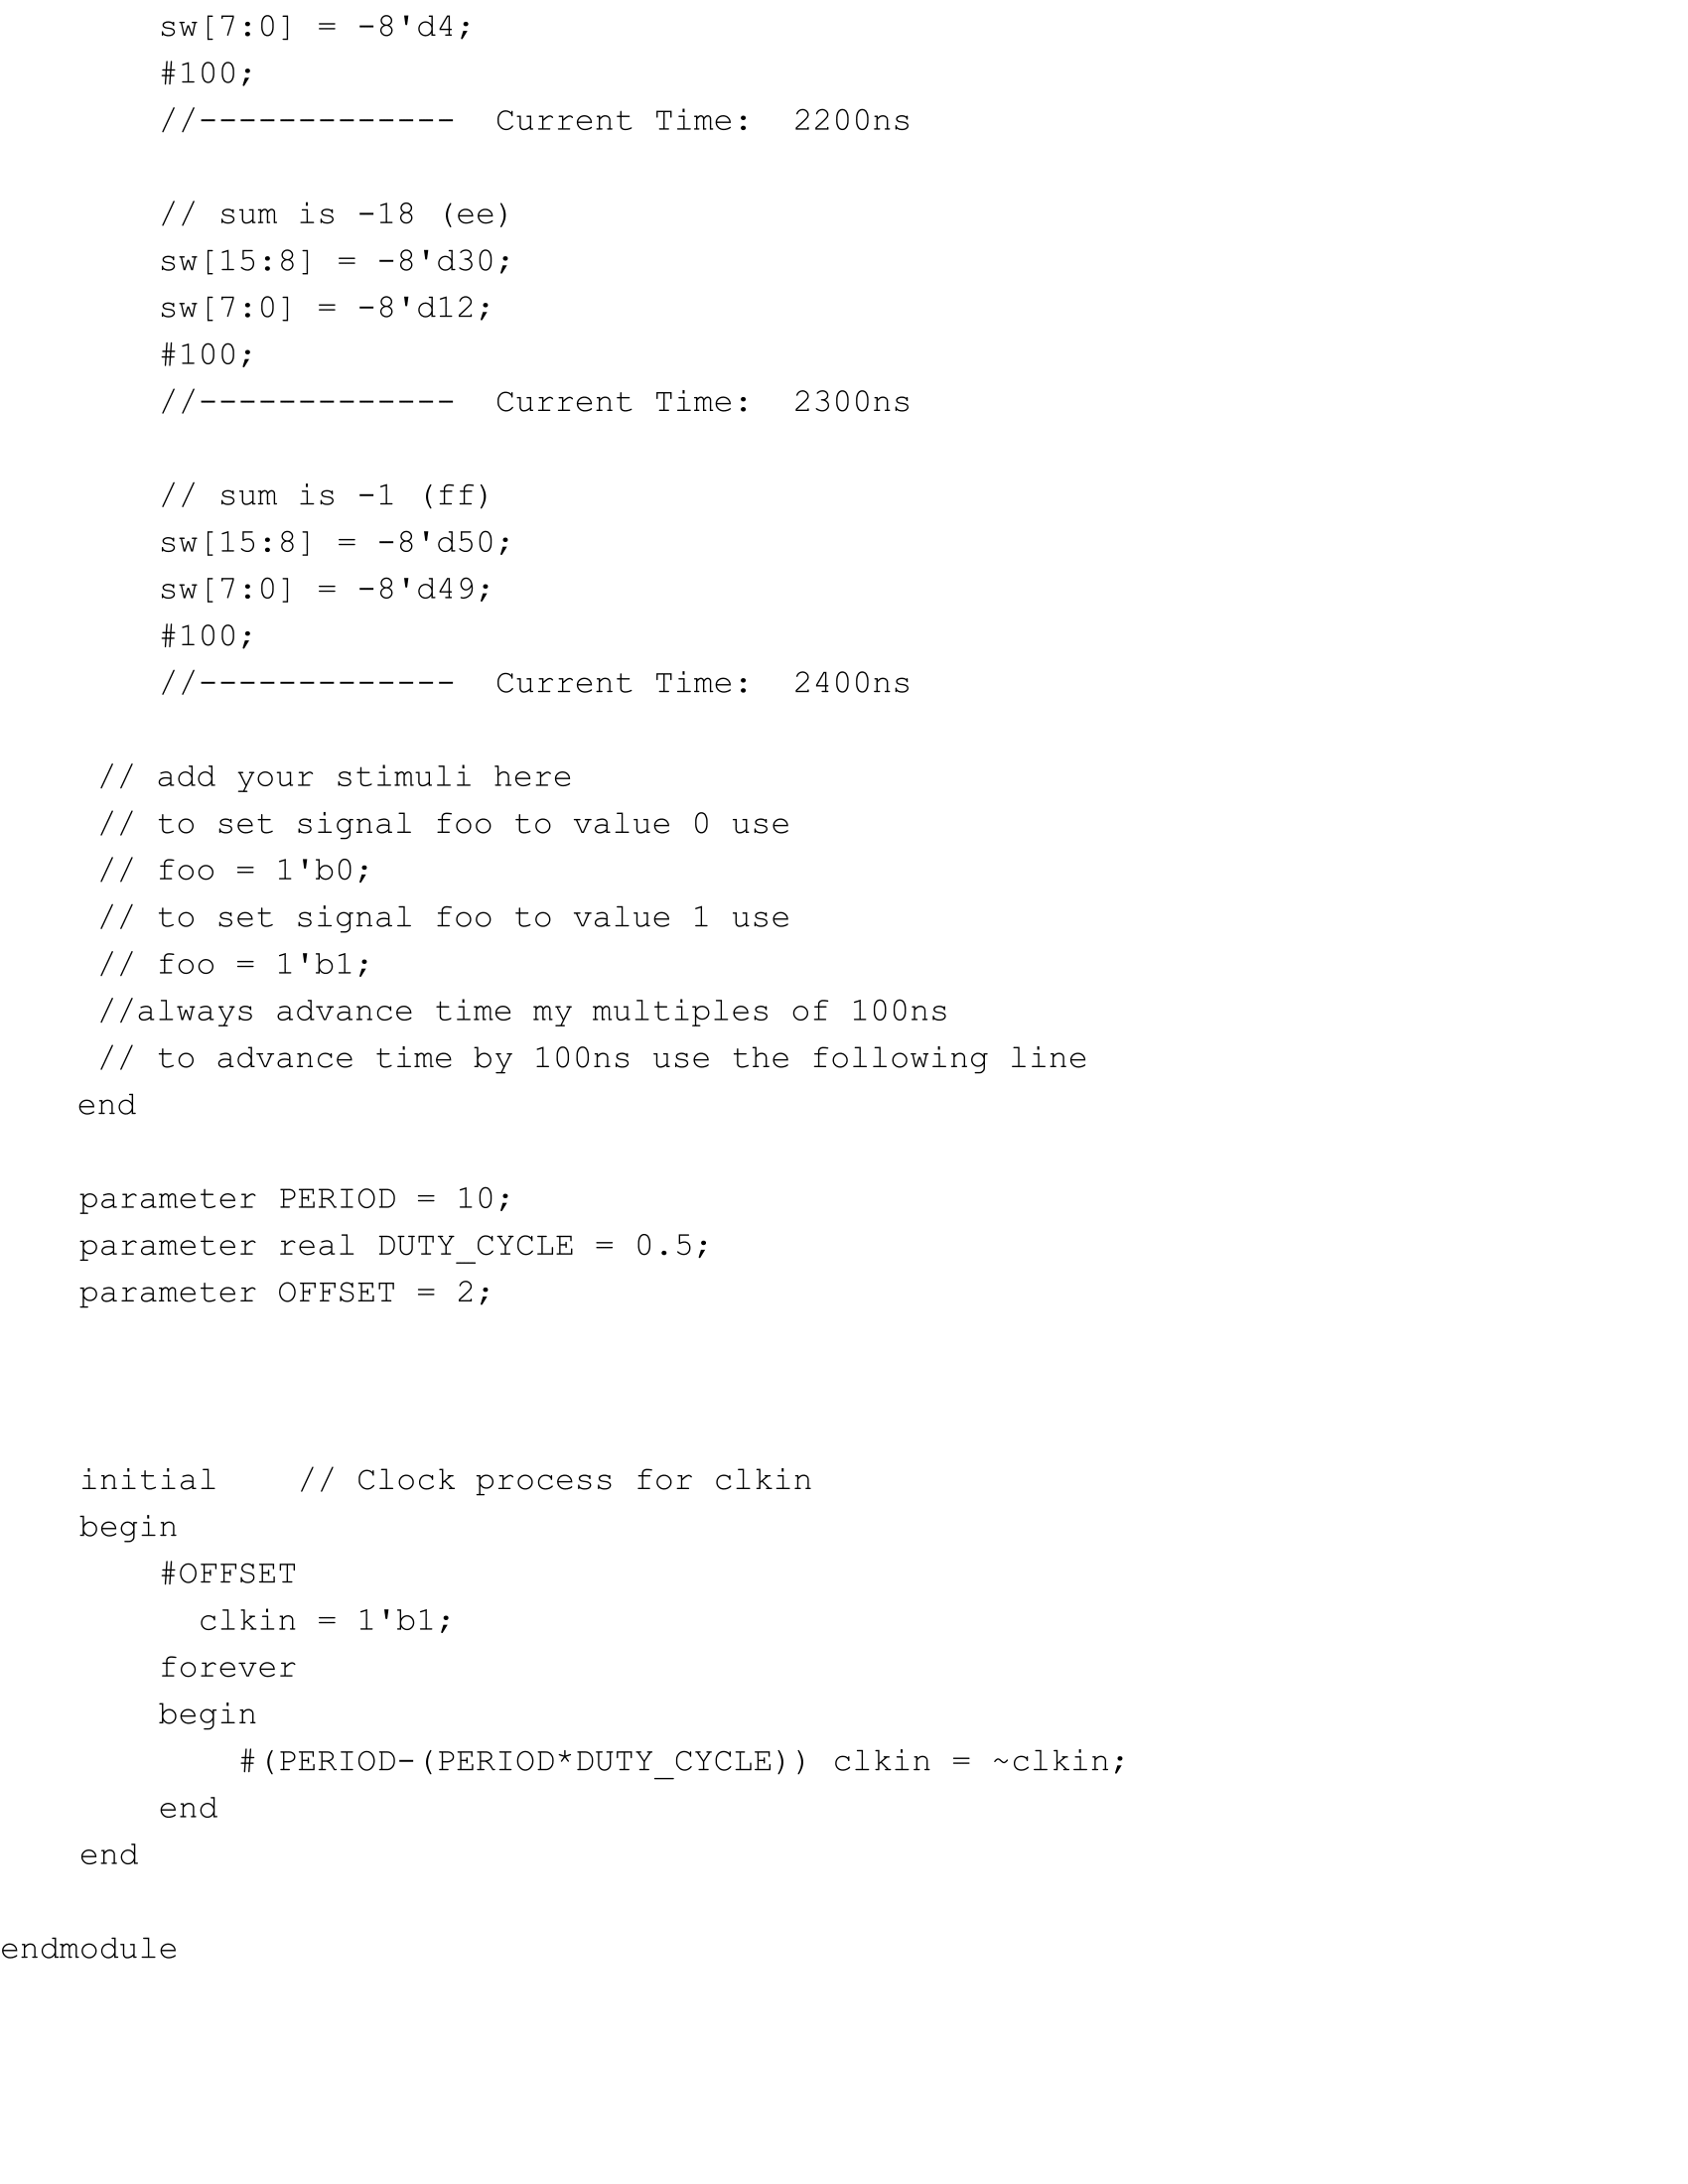 sw[7:0] = -8'd4;
#100;
//-------------  Current Time:  2200ns
// sum is -18 (ee)
sw[15:8] = -8'd30;
sw[7:0] = -8'd12;
#100;
//-------------  Current Time:  2300ns
// sum is -1 (ff)
sw[15:8] = -8'd50;
sw[7:0] = -8'd49;
#100;
//-------------  Current Time:  2400ns
// add your stimuli here
// to set signal foo to value 0 use
// foo = 1'b0;
// to set signal foo to value 1 use
// foo = 1'b1;
//always advance time my multiples of 100ns
// to advance time by 100ns use the following line
end
parameter PERIOD = 10;
parameter real DUTY_CYCLE = 0.5;
parameter OFFSET = 2;
initial    // Clock process for clkin
begin
#OFFSET
clkin = 1'b1;
forever
begin
#(PERIOD-(PERIOD*DUTY_CYCLE)) clkin = ~clkin;
end
end
endmodule